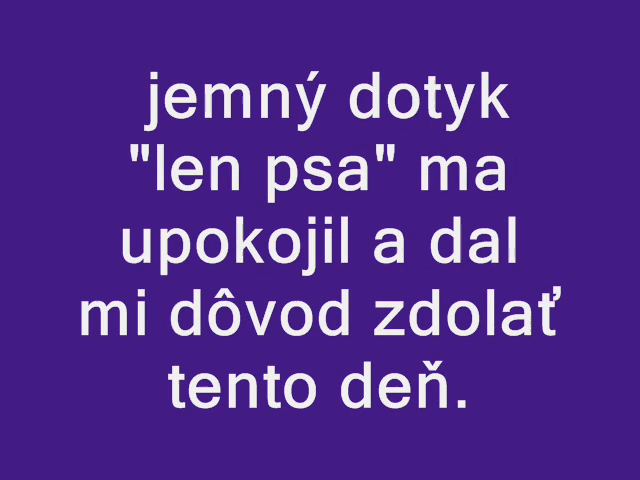 jemný dotyk
"len psa" ma
upokojil a dal
mi dôvod zdolať
tento deň.